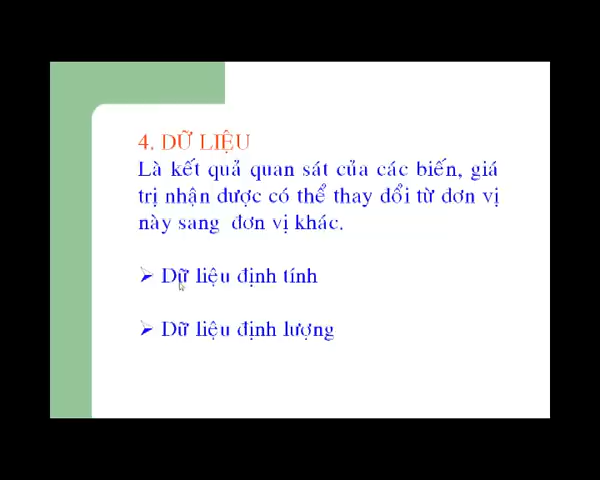 4. DỮ LIỆU
Là kết quả quan sát của các biến, giá
trị nhận được có thể thay đổi từ đơn vị
này sang đơn vị khác.
➢ Dữ liệu định tính
➢ Dữ liệu định lượng